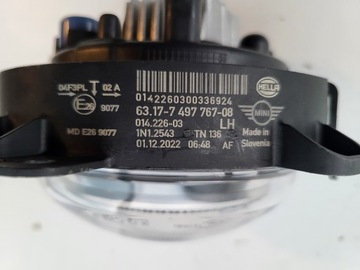 04F3PL T 02 A
E26 9077
MD E26 9077
0142260300336924
63.17-7 497 767-08
014.226-03 LH
1N1.2543 TN 136
01.12.2022 06:48 AF
HELLA
MINI
Made in
Slovenia